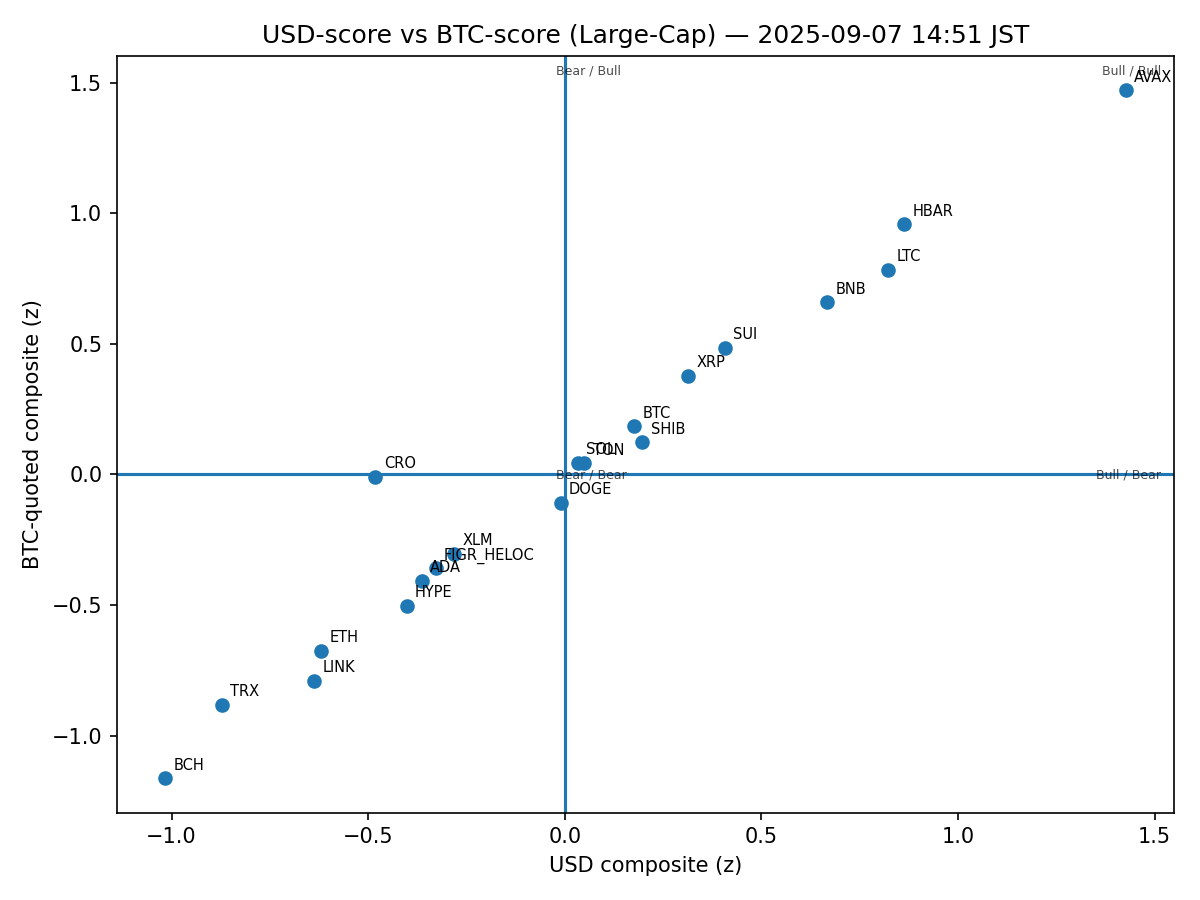 USD-score vs BTC-score (Large-Cap) — 2025-09-07 14:51 JST
Bear / Bull
Bull / Bull
AVAX
HBAR
LTC
BNB
SUI
XRP
BTC
SHIB
SOL
TON
CRO
Bear / Bear
Bull / Bear
DOGE
XLM
FIGR_HELOC
ADA
HYPE
ETH
LINK
TRX
BCH
1.5
1.0
0.5
0.0
−0.5
−1.0
BTC-quoted composite (z)
−1.0
−0.5
0.0
0.5
1.0
1.5
USD composite (z)